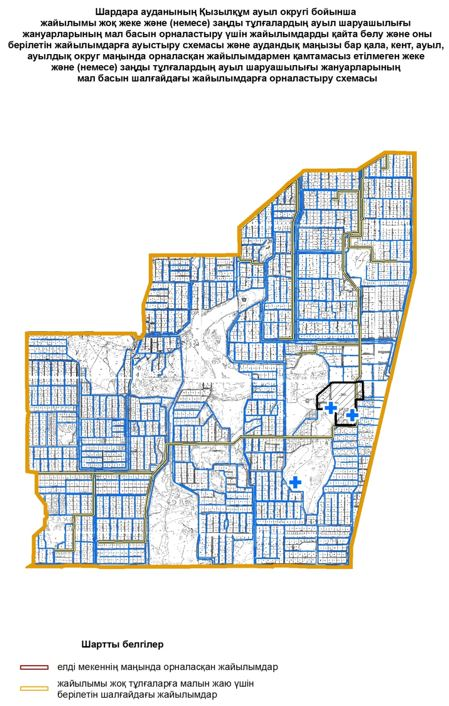 Шардара ауданының Қызылқұм ауыл округі бойынша
жайылымы жоқ жеке және (немесе) заңды тұлғалардың ауыл шаруашылығы
жануарларының мал басын орналастыру үшін жайылымдарды қайта бөлу және оны
берілетін жайылымдарға ауыстыру схемасы және аудандық маңызы бар қала, кент, ауыл,
ауылдық округ маңында орналасқан жайылымдармен қамтамасыз етілмеген жеке
және (немесе) заңды тұлғалардың ауыл шаруашылығы жануарларының
мал басын шалғайдағы жайылымдарға орналастыру схемасы
Шартты белгілер
елді мекеннің маңында орналасқан жайылымдар
жайылымы жоқ тұлғаларға малын жаю үшін
берілетін шалғайдағы жайылымдар